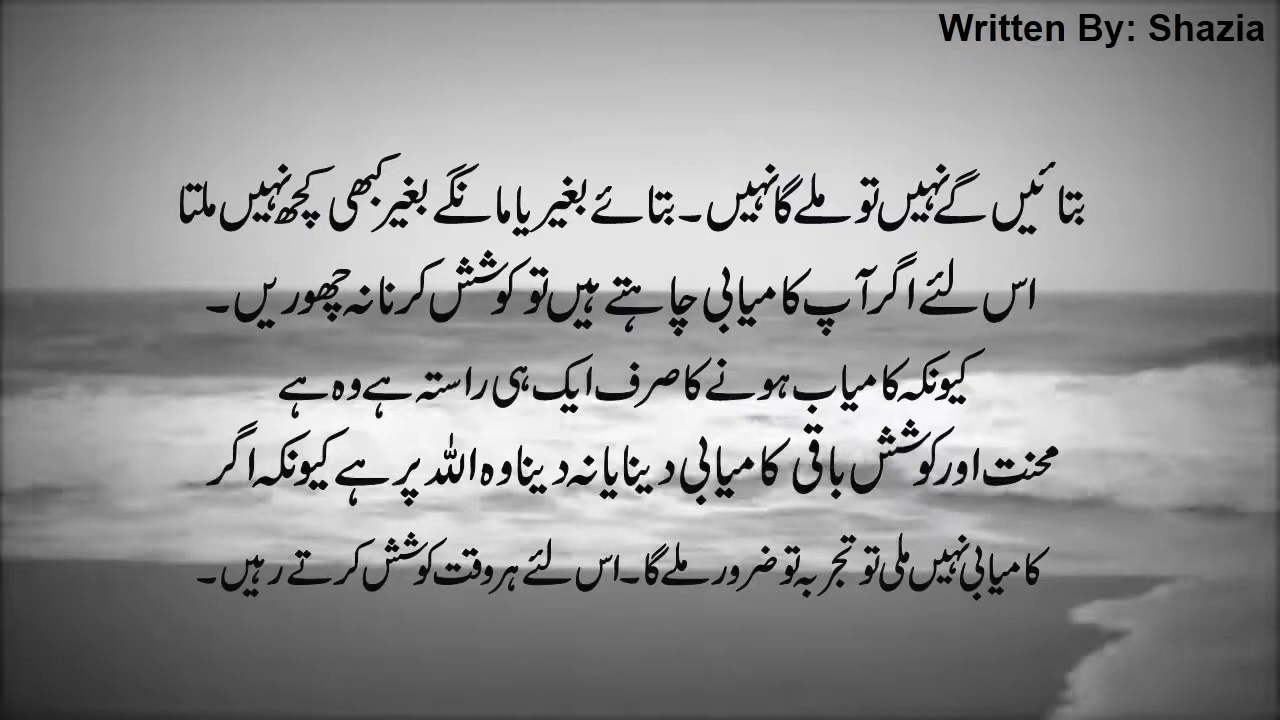 Written By: Shazia
بتائیں گے نہیں تو ملے گا نہیں۔ بتائے بغیر یا مانگے بغیر کبھی کچھ نہیں ملتا
اس لئے اگر آپ کامیابی چاہتے ہیں تو کوشش کرنا نہ چھوریں۔
کیونکہ کامیاب ہونے کا صرف ایک ہی راستہ ہے وہ ہے
محنت اور کوشش باقی کامیابی دینا یا نہ دینا وہ اللہ پر ہے کیونکہ اگر
کامیابی نہیں ملی تو تجربہ تو ضرور ملے گا۔ اس لئے ہر وقت کوشش کرتے رہیں۔